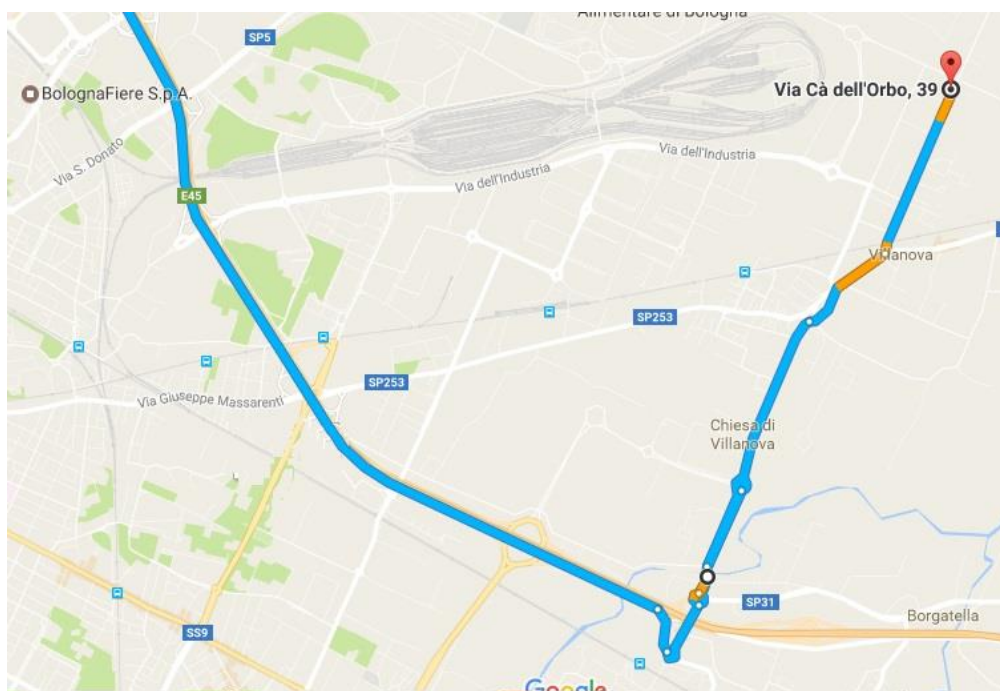 Alimentare di Bologna
SP5
BolognaFiere S.p.A.
Via Cà dell'Orbo, 39
Via S. Donato
Via dell'Industria
Via dell'Industria
E45
Villanova
SP253
SP253
Via Giuseppe Massarenti
Chiesa di
Villanova
SP31
Borgatella
SS9
Google